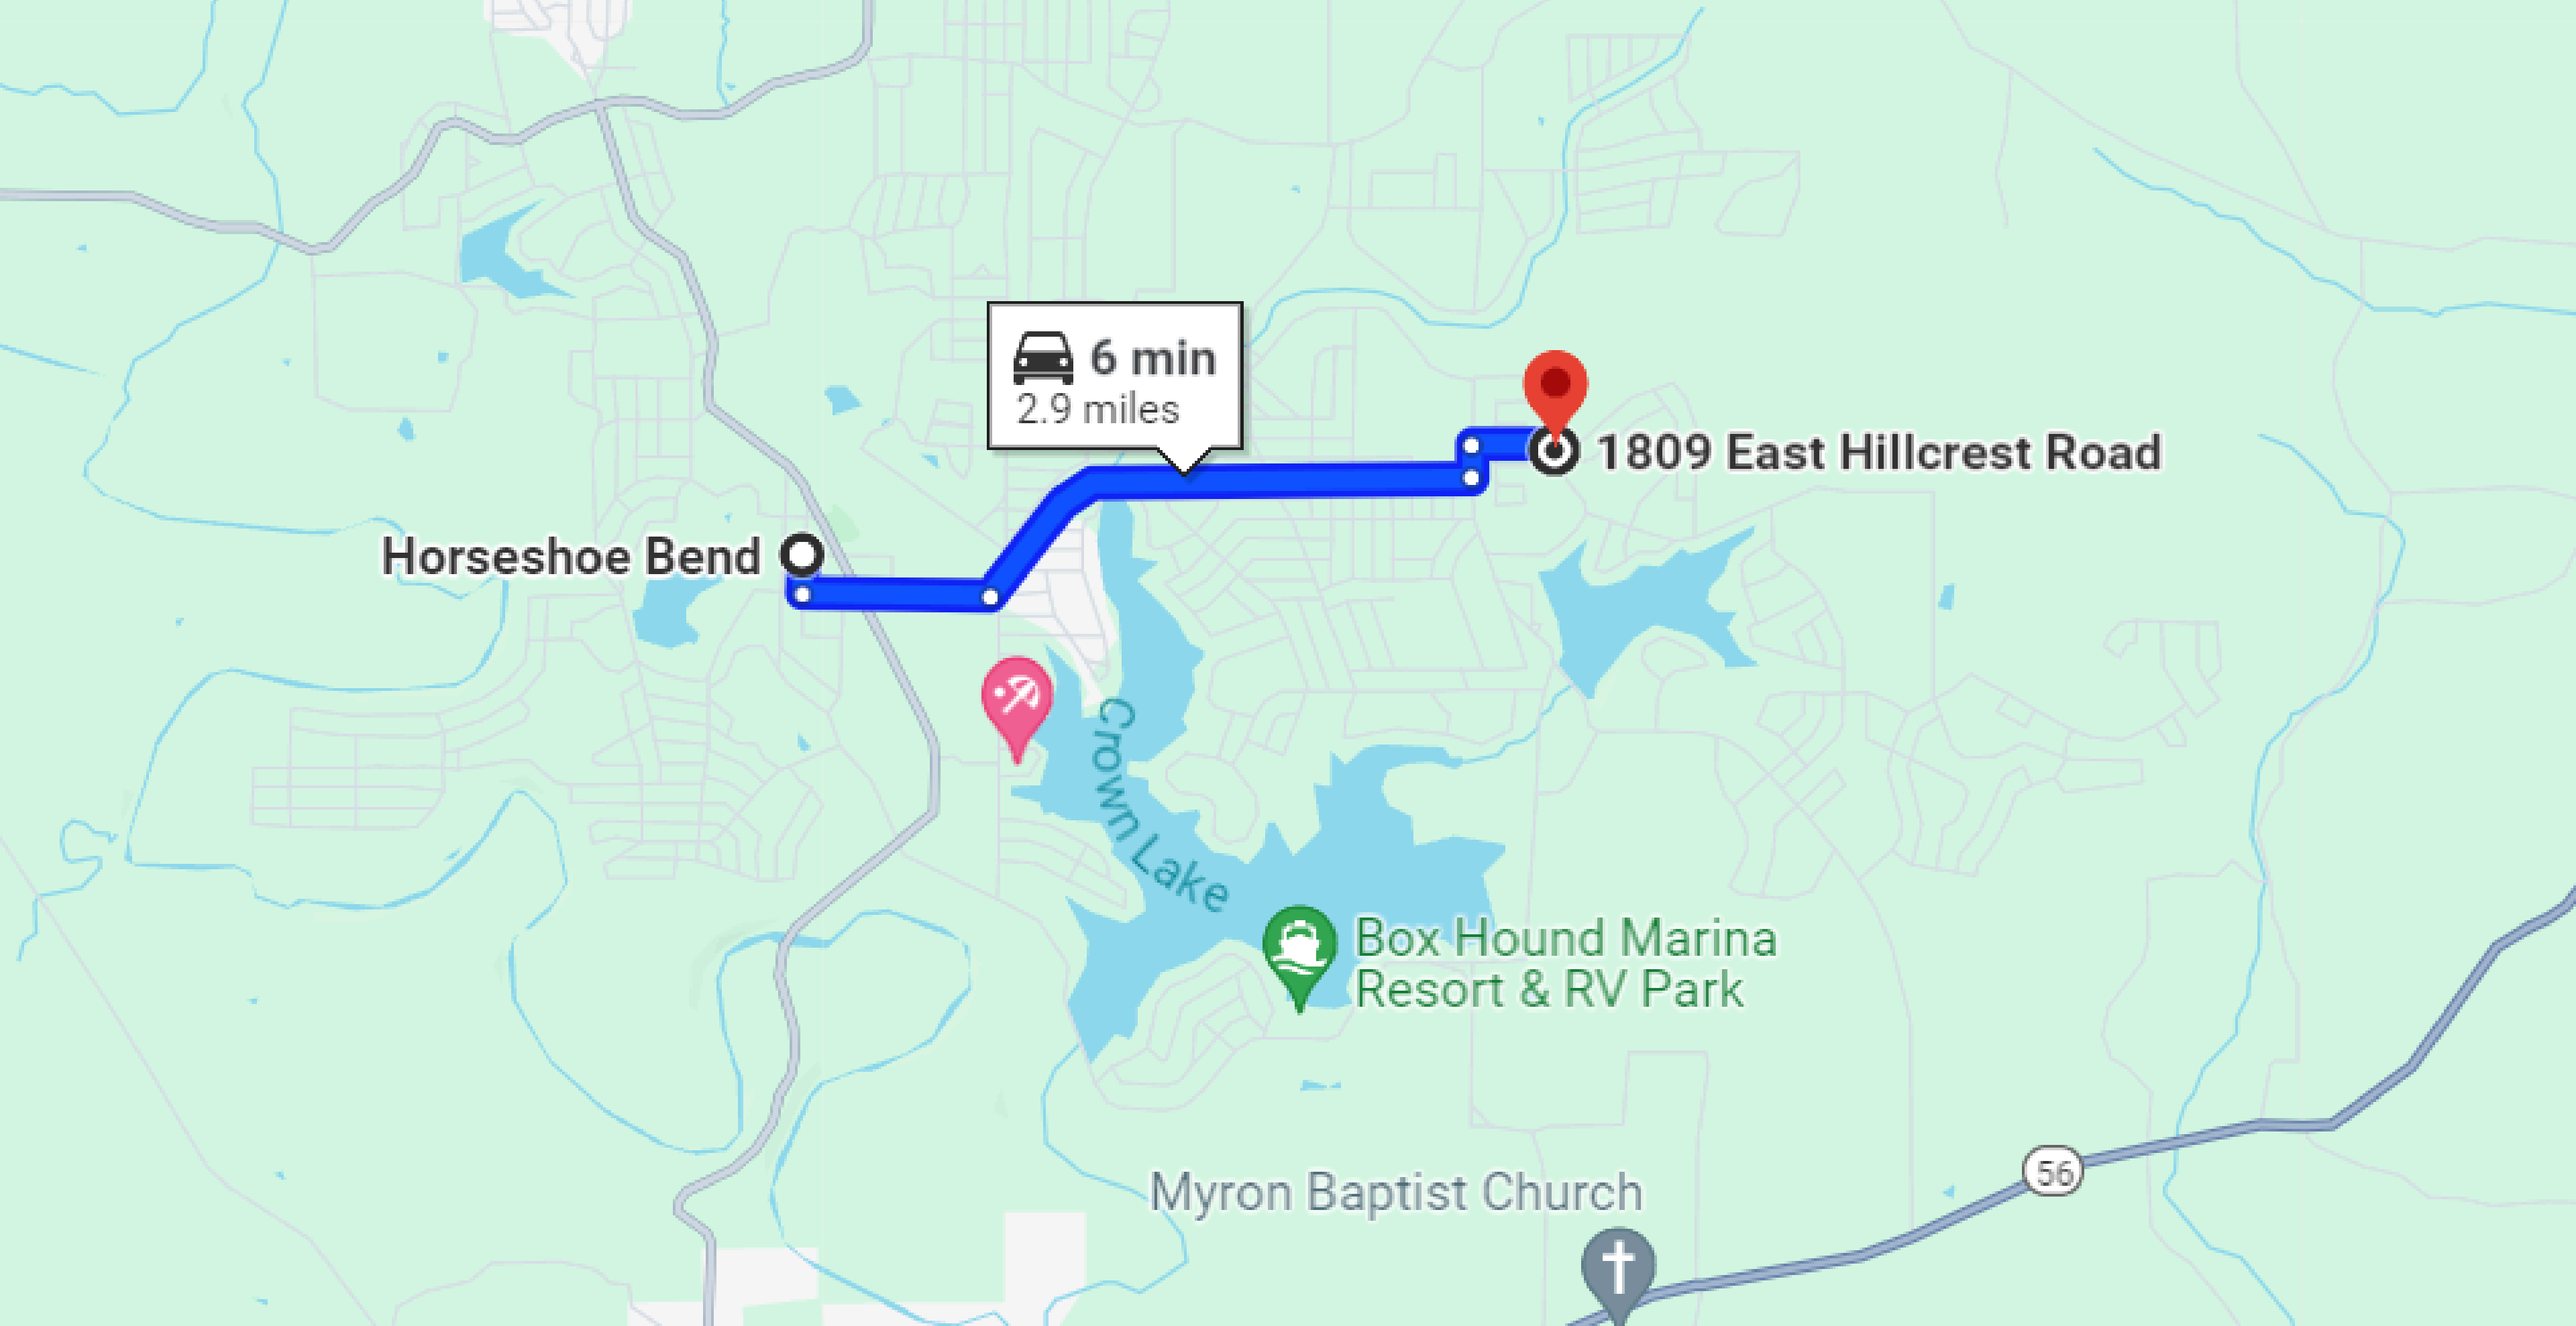 6 min
2.9 miles
1809 East Hillcrest Road
Horseshoe Bend
Crown Lake
Box Hound Marina
Resort & RV Park
56
Myron Baptist Church